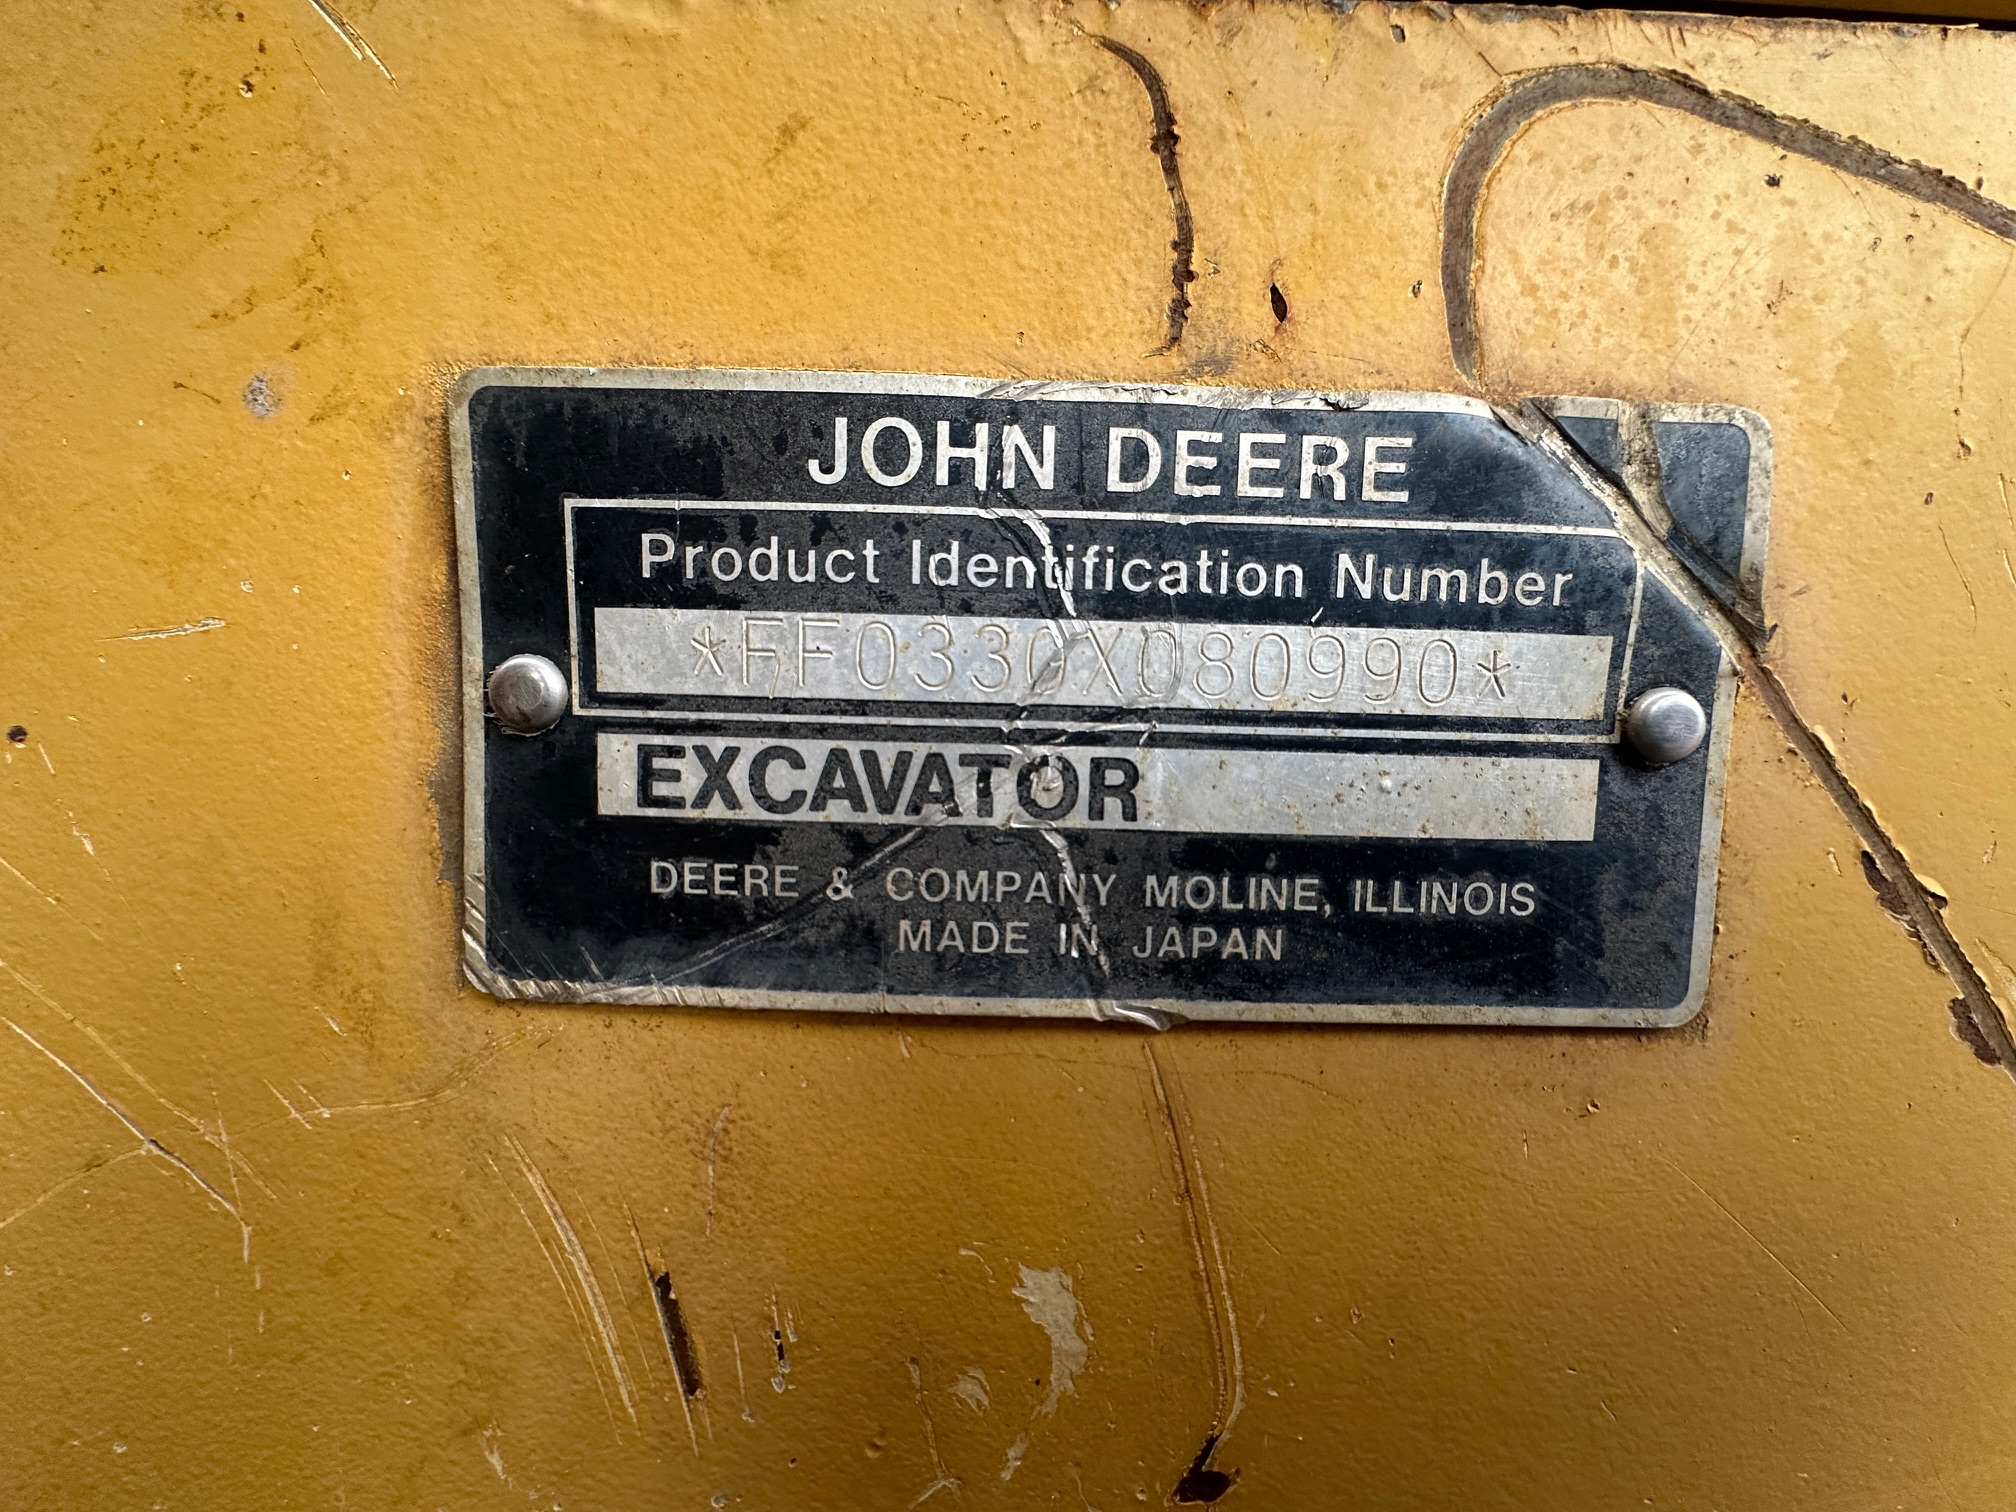 JOHN DEERE
Product Identification Number
*FF0330X080990*
EXCAVATOR
DEERE & COMPANY MOLINE, ILLINOIS
MADE IN JAPAN